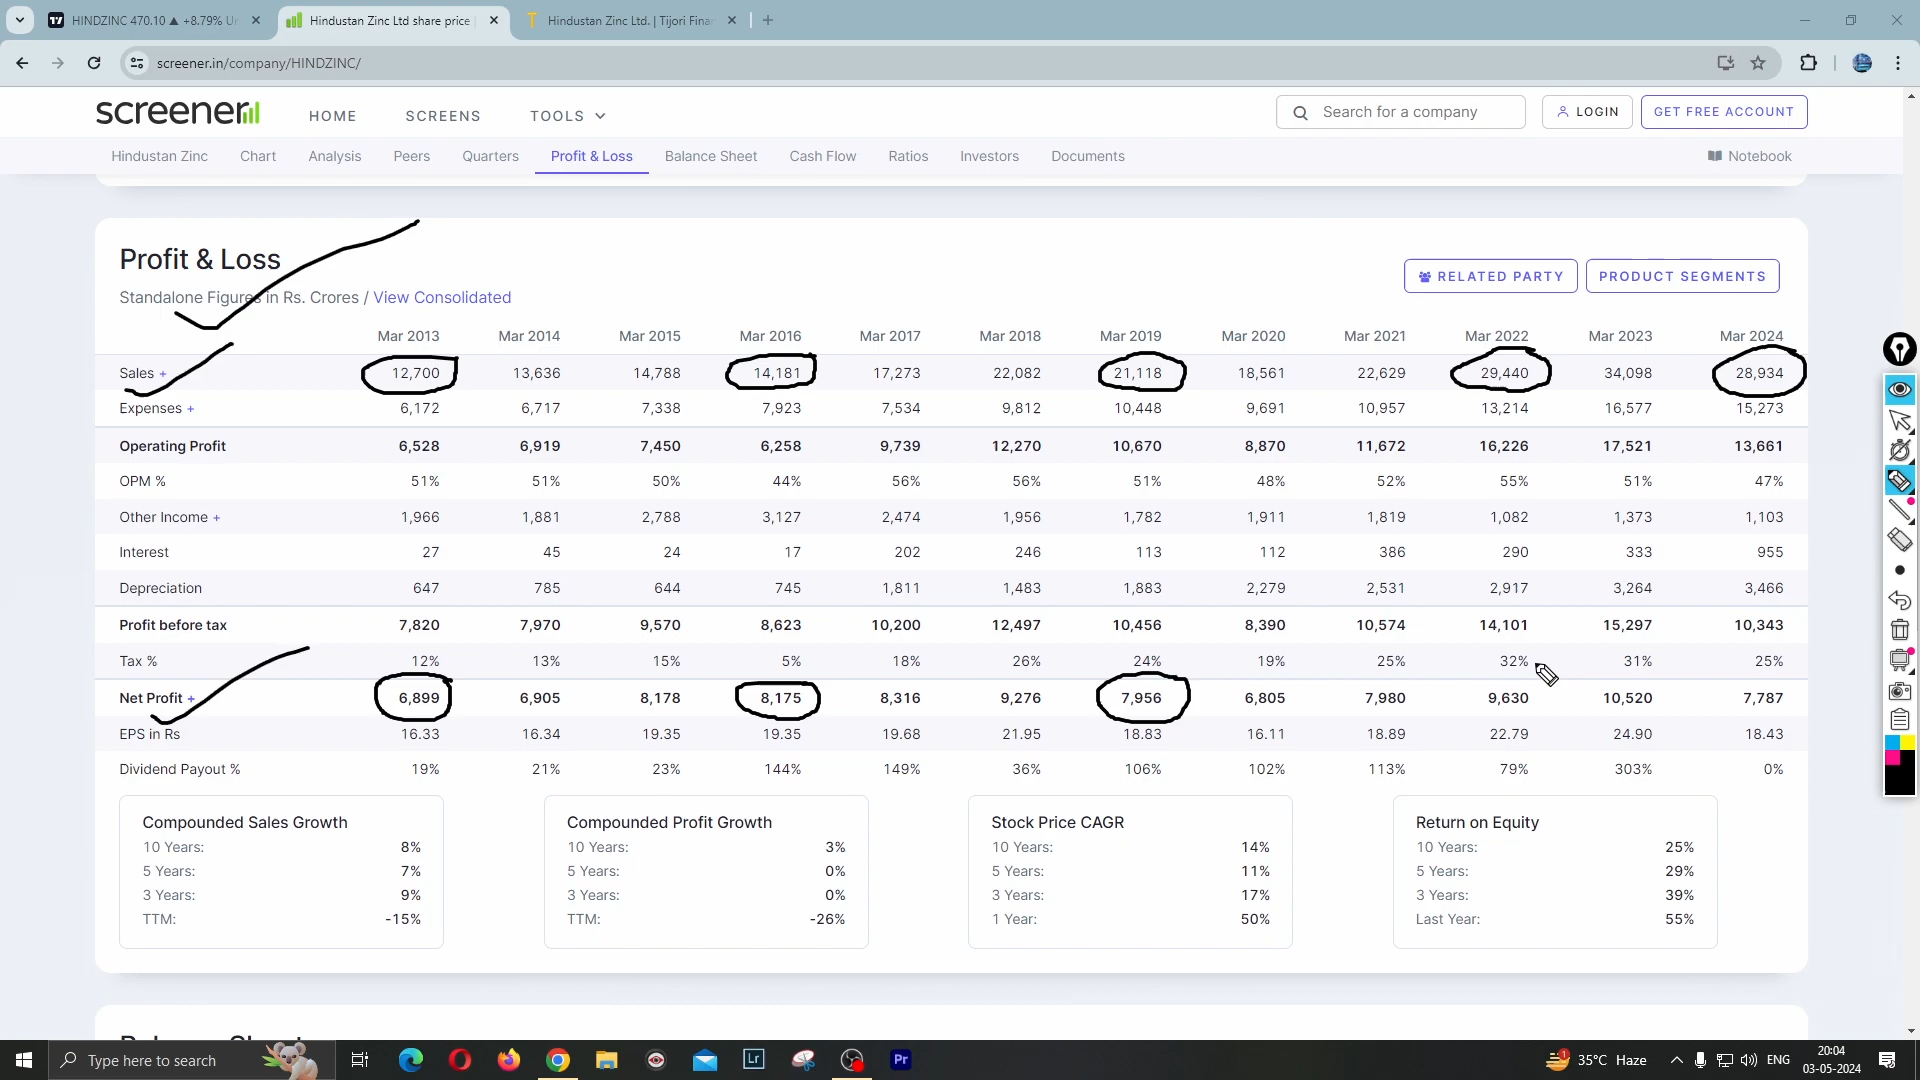 HINDZINC 470.10 ▲ +8.79% Un
Hindustan Zinc Ltd share price
Hindustan Zinc Ltd. | Tijori Finan
screener.in/company/HINDZINC/
screener
HOME SCREENS TOOLS
Search for a company
LOGIN
GET FREE ACCOUNT
Hindustan Zinc Chart Analysis Peers Quarters Profit & Loss Balance Sheet Cash Flow Ratios Investors Documents Notebook
Profit & Loss
Standalone Figures in Rs. Crores / View Consolidated
RELATED PARTY
PRODUCT SEGMENTS
Mar 2013 Mar 2014 Mar 2015 Mar 2016 Mar 2017 Mar 2018 Mar 2019 Mar 2020 Mar 2021 Mar 2022 Mar 2023 Mar 2024
Sales + 12,700 13,636 14,788 14,181 17,273 22,082 21,118 18,561 22,629 29,440 34,098 28,934
Expenses + 6,172 6,717 7,338 7,923 7,534 9,812 10,448 9,691 10,957 13,214 16,577 15,273
Operating Profit 6,528 6,919 7,450 6,258 9,739 12,270 10,670 8,870 11,672 16,226 17,521 13,661
OPM % 51% 51% 50% 44% 56% 56% 51% 48% 52% 55% 51% 47%
Other Income + 1,966 1,881 2,788 3,127 2,474 1,956 1,782 1,911 1,819 1,082 1,373 1,103
Interest 27 45 24 17 202 246 113 112 386 290 333 955
Depreciation 647 785 644 745 1,811 1,483 1,883 2,279 2,531 2,917 3,264 3,466
Profit before tax 7,820 7,970 9,570 8,623 10,200 12,497 10,456 8,390 10,574 14,101 15,297 10,343
Tax % 12% 13% 15% 5% 18% 26% 24% 19% 25% 32% 31% 25%
Net Profit + 6,899 6,905 8,178 8,175 8,316 9,276 7,956 6,805 7,980 9,630 10,520 7,787
EPS in Rs 16.33 16.34 19.35 19.35 19.68 21.95 18.83 16.11 18.89 22.79 24.90 18.43
Dividend Payout % 19% 21% 23% 144% 149% 36% 106% 102% 113% 79% 303% 0%
Compounded Sales Growth
10 Years: 8%
5 Years: 7%
3 Years: 9%
TTM: -15%
Compounded Profit Growth
10 Years: 3%
5 Years: 0%
3 Years: 0%
TTM: -26%
Stock Price CAGR
10 Years: 14%
5 Years: 11%
3 Years: 17%
1 Year: 50%
Return on Equity
10 Years: 25%
5 Years: 29%
3 Years: 39%
Last Year: 55%
Type here to search
Lr
Pr
1
35°C Haze
ENG
20:04
03-05-2024